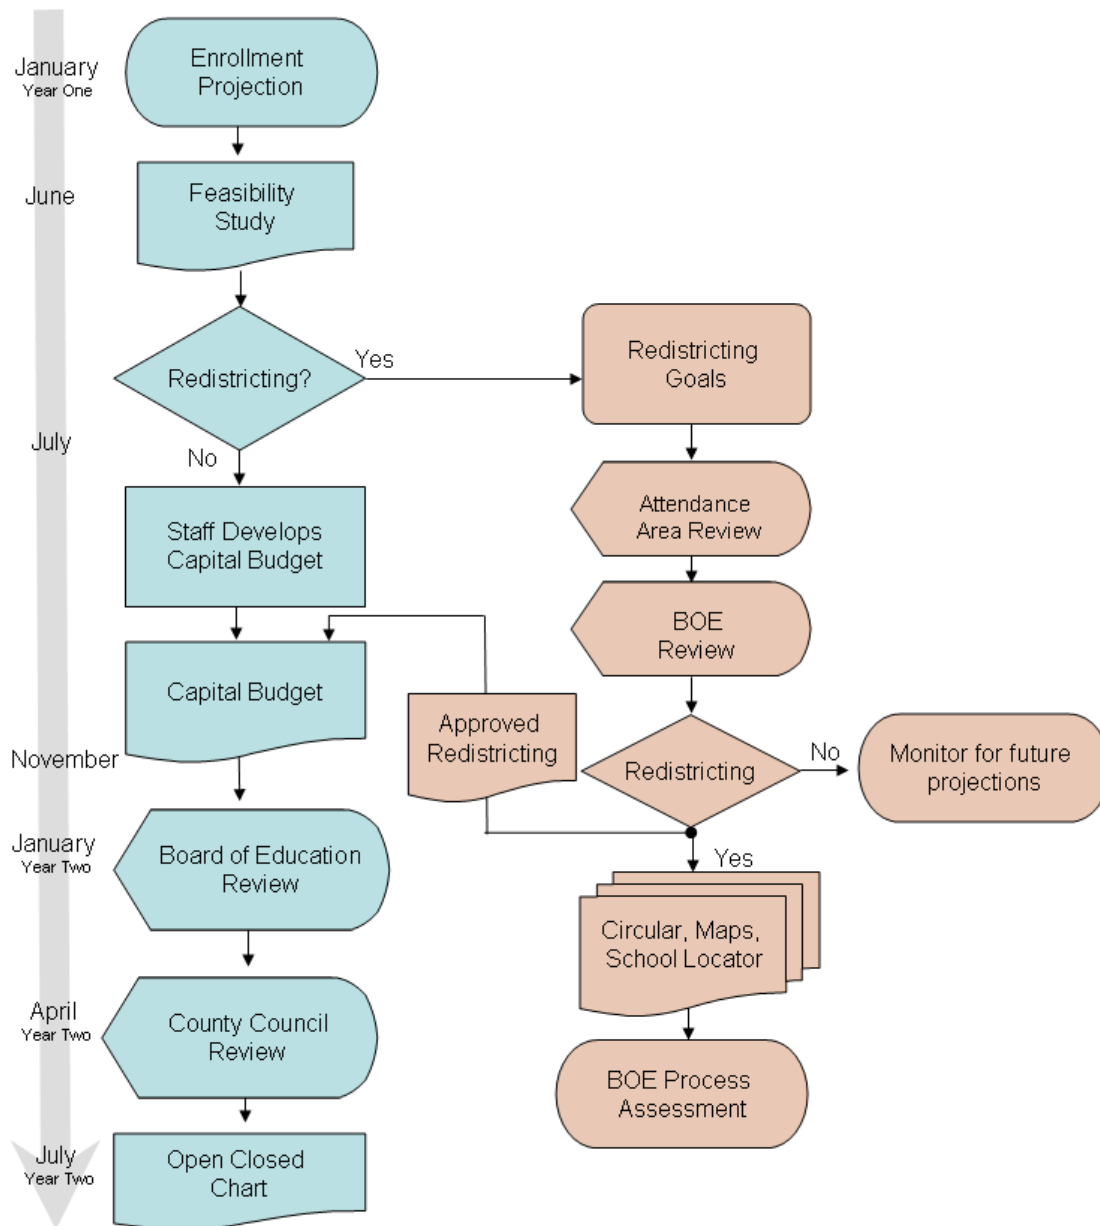 January
Year One
Enrollment
Projection
June
Feasibility
Study
Redistricting?
Yes
Redistricting
Goals
July
No
Attendance
Area Review
Staff Develops
Capital Budget
BOE
Review
Capital Budget
Approved
Redistricting
Redistricting
No
Monitor for future
projections
November
January
Year Two
Board of Education
Review
Yes
Circular, Maps,
School Locator
April
Year Two
County Council
Review
BOE Process
Assessment
July
Year Two
Open Closed
Chart